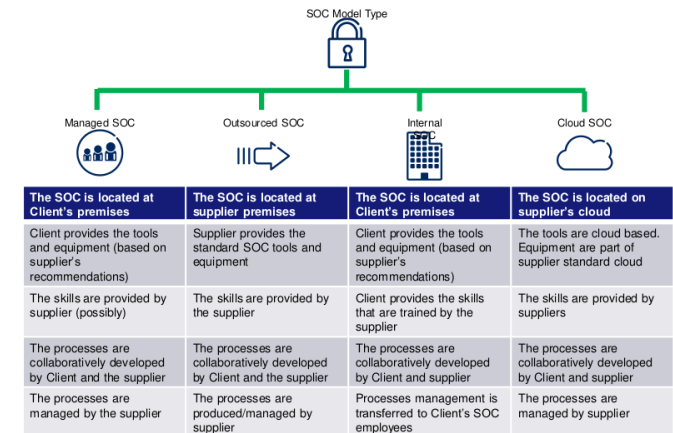 SOC Model Type
Managed SOC
Outsourced SOC
Internal
SOC
Cloud SOC
The SOC is located at
Client's premises
The SOC is located at
supplier premises
The SOC is located at
Client's premises
The SOC is located on
supplier's cloud
Client provides the tools
and equipment (based on
supplier's
recommendations)
Supplier provides the
standard SOC tools and
equipment
Client provides the tools
and equipment (based on
supplier's
recommendations)
The tools are cloud based.
Equipment are part of
supplier standard cloud
The skills are provided by
supplier (possibly)
The skills are provided by
the supplier
Client provides the skills
that are trained by the
supplier
The skills are provided by
suppliers
The processes are
collaboratively developed
by Client and the supplier
The processes are
collaboratively developed
by Client and the supplier
The processes are
collaboratively developed
by Client and supplier
The processes are
collaboratively developed
by Client and supplier
The processes are
managed by the supplier
The processes are
produced/managed by
supplier
Processes management is
transferred to Client's SOC
employees
The processes are
managed by supplier